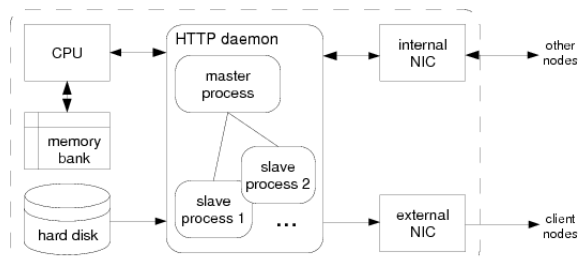 CPU
HTTP daemon
internal
NIC
other
nodes
master
process
memory
bank
slave
process 2
slave
process 1
...
hard disk
external
NIC
client
nodes